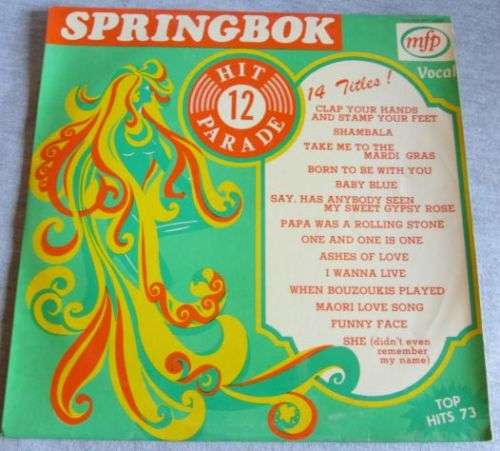 SPRINGBOK
mfp
Vocal
HIT
12
PARADE
14 Titles!
CLAP YOUR HANDS
AND STAMP YOUR FEET
SHAMBALA
TAKE ME TO THE
MARDI GRAS
BORN TO BE WITH YOU
BABY BLUE
SAY, HAS ANYBODY SEEN
MY SWEET GYPSY ROSE
PAPA WAS A ROLLING STONE
ONE AND ONE IS ONE
ASHES OF LOVE
I WANNA LIVE
WHEN BOUZOUKIS PLAYED
MAORI LOVE SONG
FUNNY FACE
SHE (didn't even
remember
my name)
TOP
HITS 73